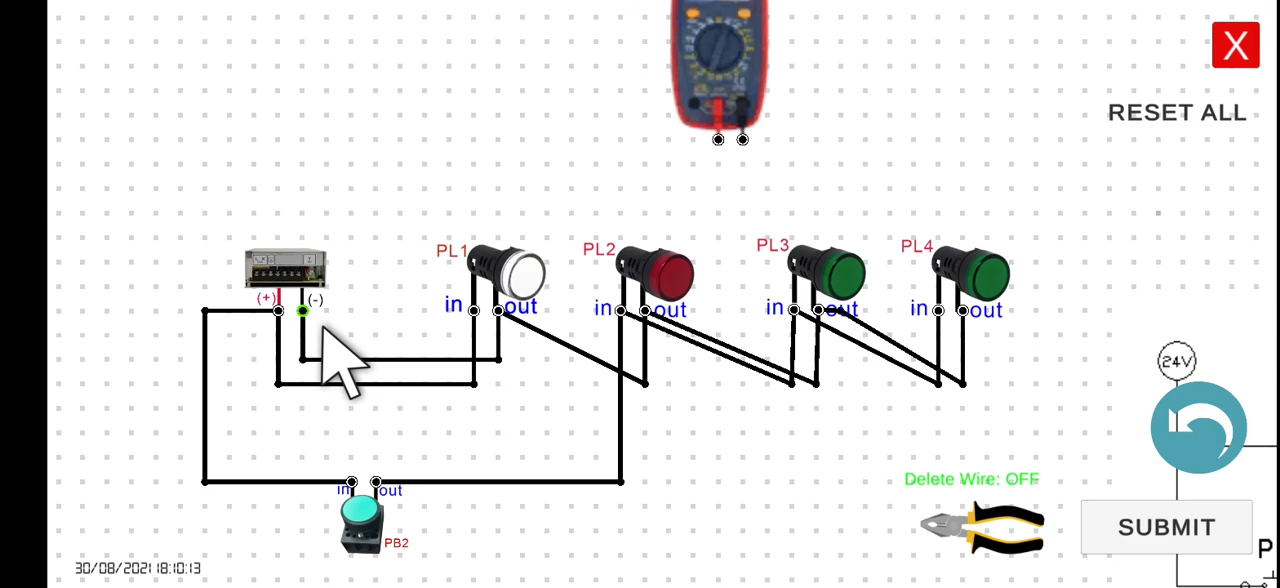 X
RESET ALL
PL1
PL2
PL3
PL4
(+)
(-)
in
out
in
out
in
out
in
out
24V
in
out
PB2
Delete Wire: OFF
SUBMIT
P
30/08/2021 18:10:13